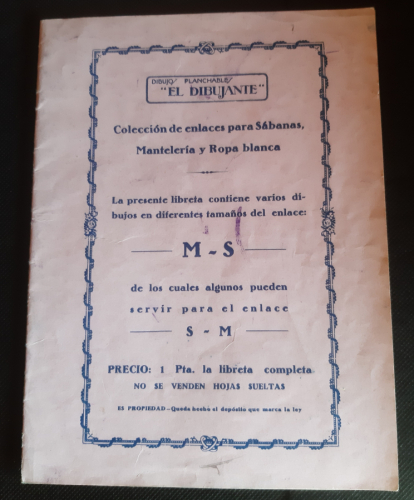 DIBUJOS PLANCHABLES
"EL DIBUJANTE"
Colección de enlaces para Sábanas,
Mantelería y Ropa blanca
La presente libreta contiene varios di-
bujos en diferentes tamaños del enlace:
M - S
de los cuales algunos pueden
servir para el enlace
S - M
PRECIO: 1 Pta. la libreta completa
NO SE VENDEN HOJAS SUELTAS
ES PROPIEDAD - Queda hecho el depósito que marca la ley